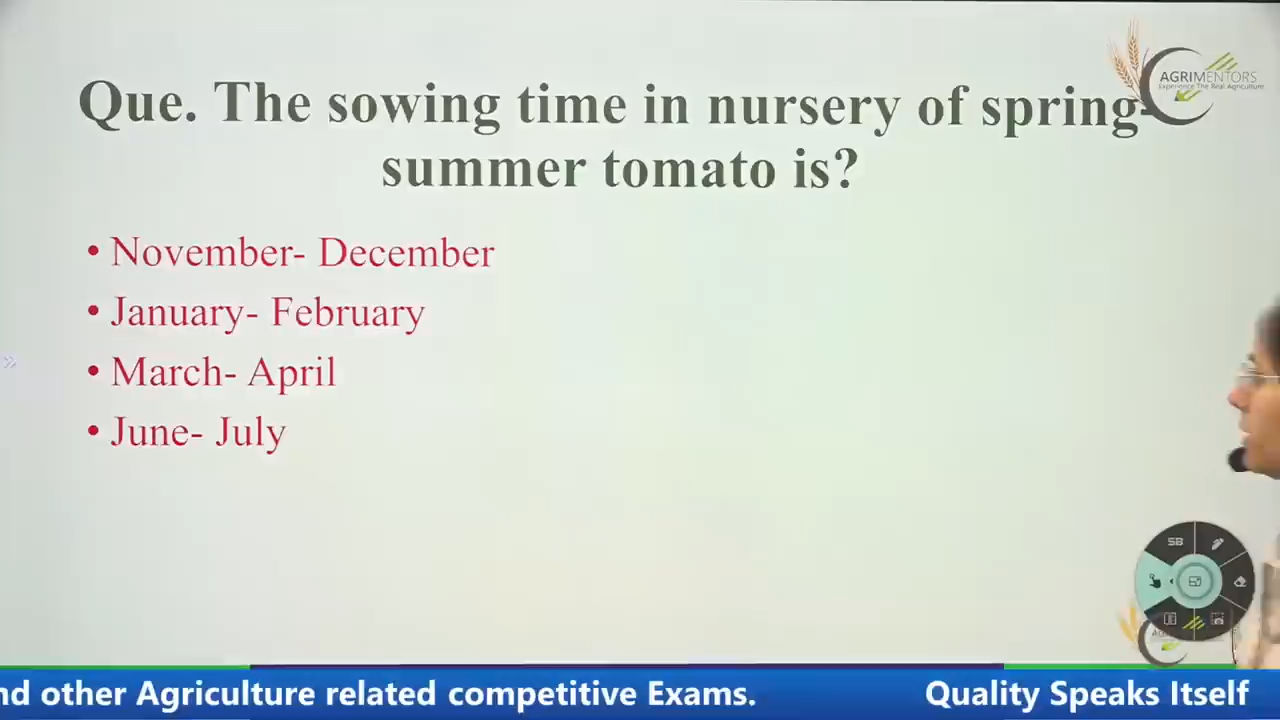 AGRIMENTORS
Experience The Real Agriculture
Que. The sowing time in nursery of spring-
summer tomato is?
• November- December
• January- February
• March- April
• June- July
SB
nd other Agriculture related competitive Exams.
Quality Speaks Itself